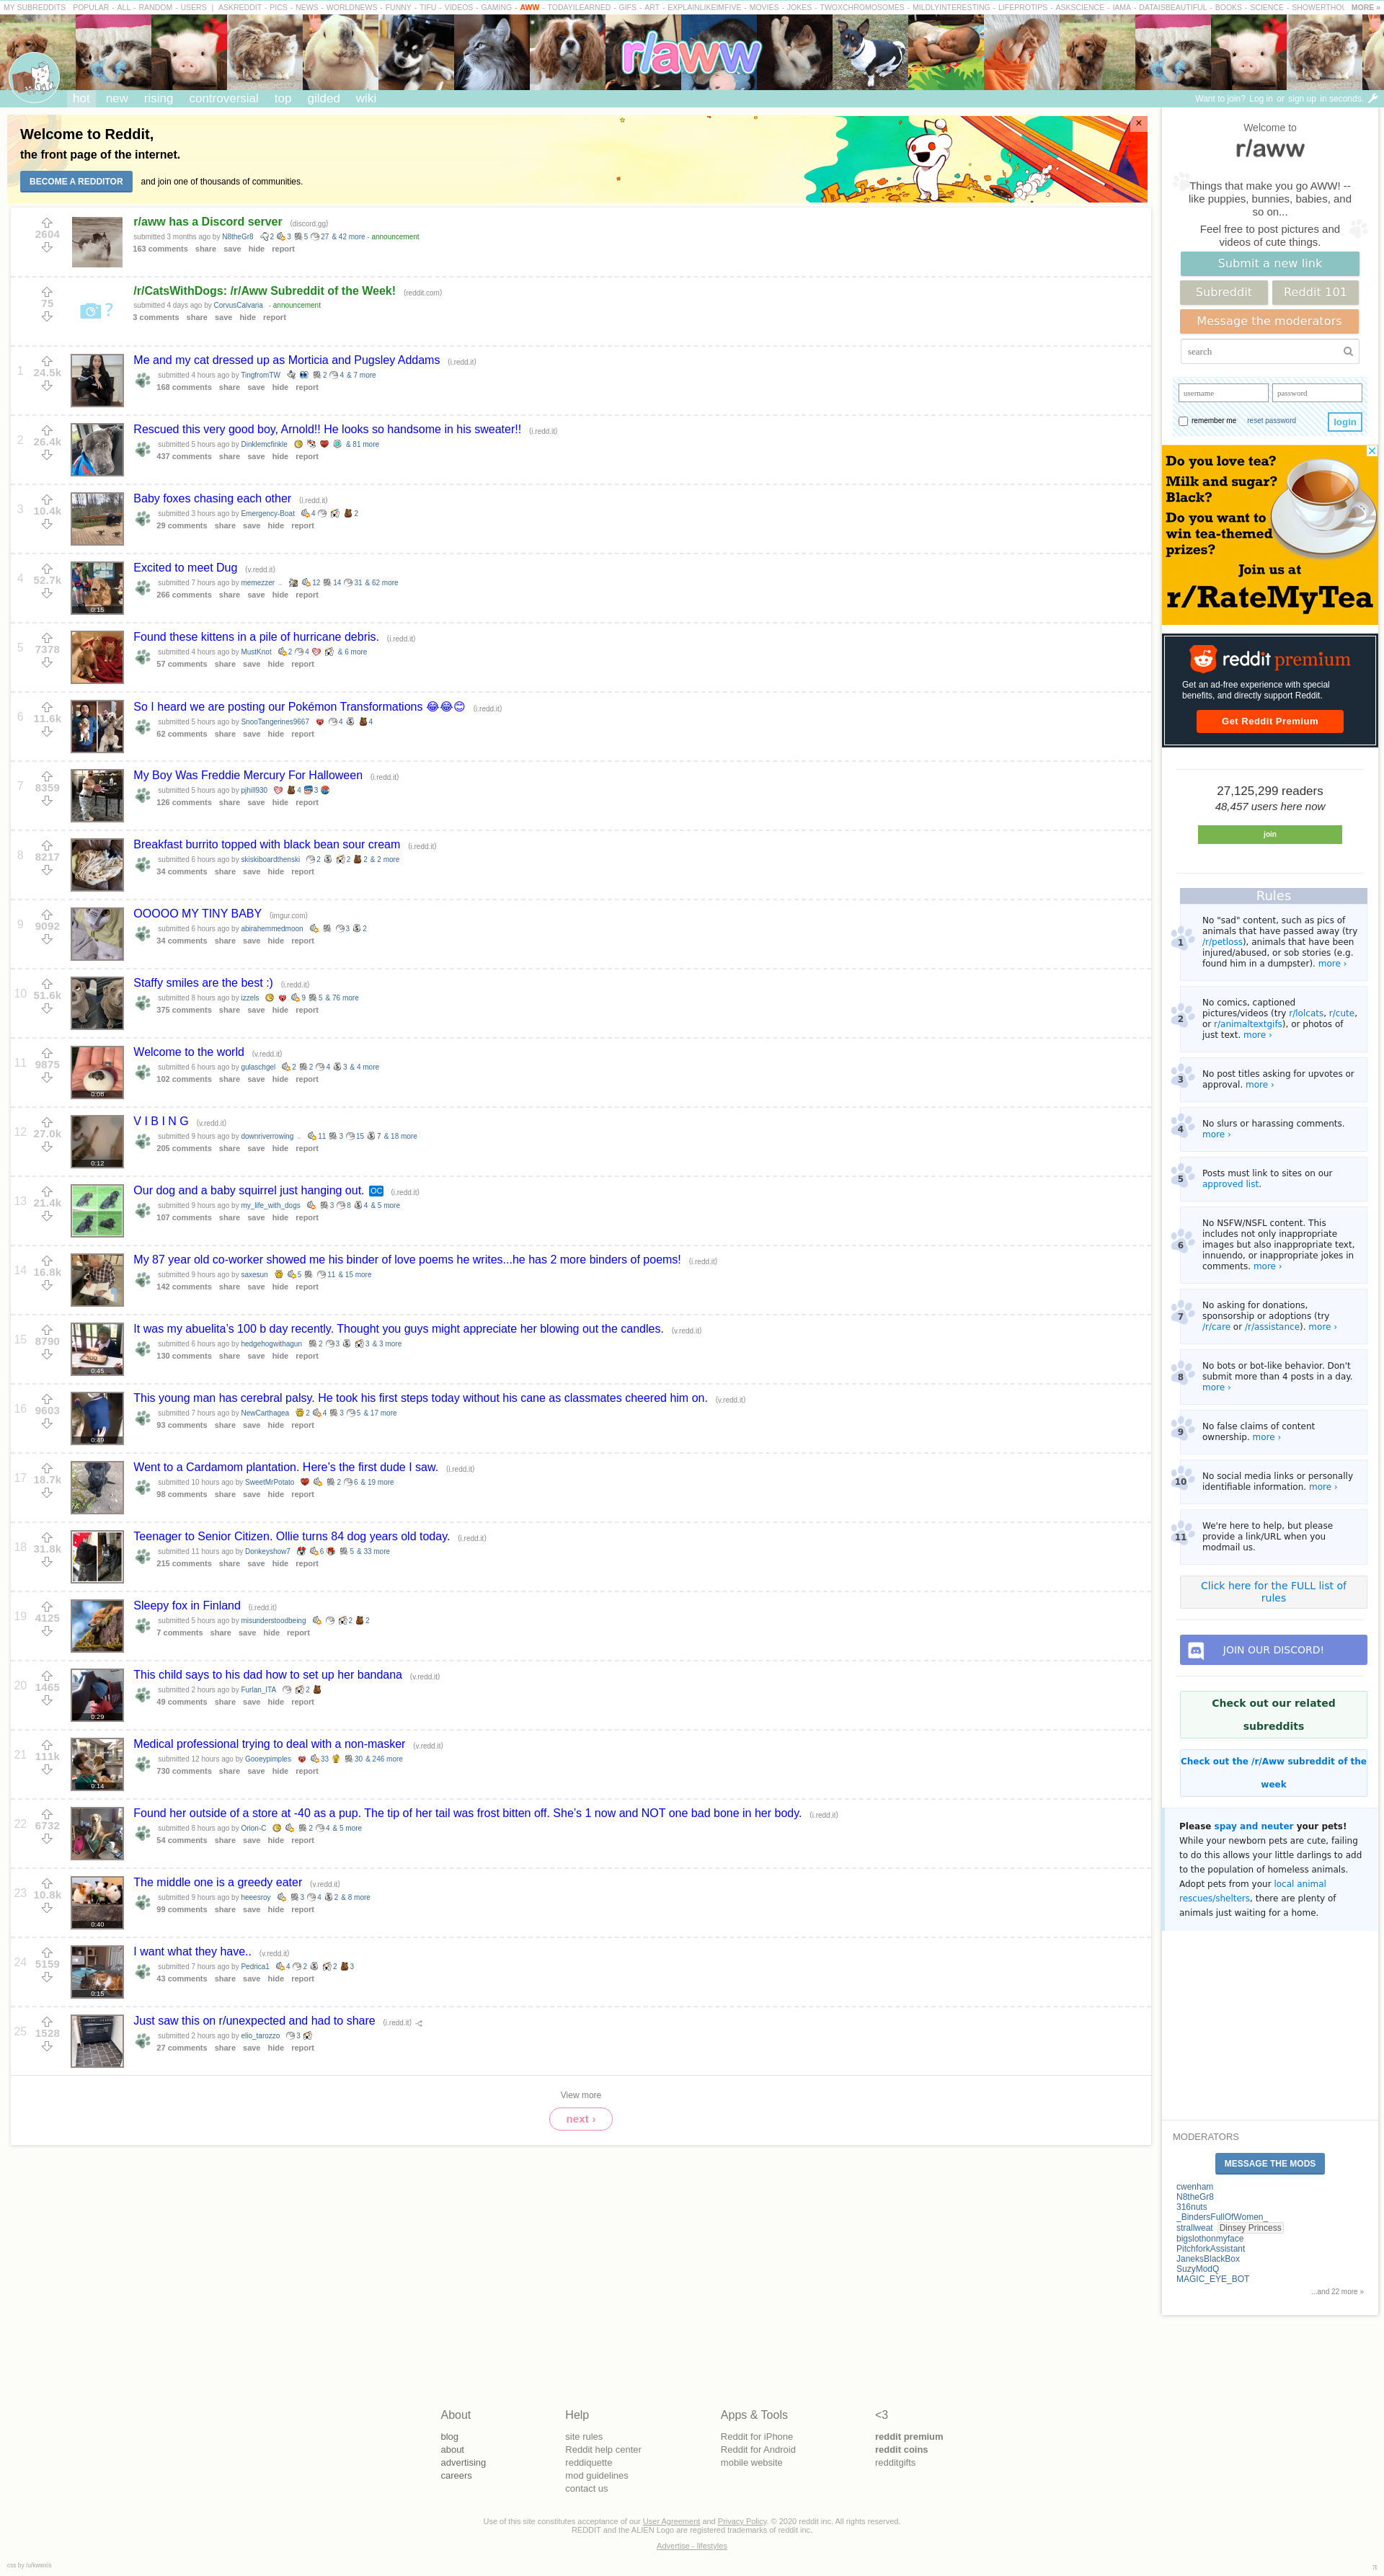 MY SUBREDDITS POPULAR - ALL - RANDOM - USERS | ASKREDDIT - PICS - NEWS - WORLDNEWS - FUNNY - TIFU - VIDEOS - GAMING - AWW - TODAYILEARNED - GIFS - ART - EXPLAINLIKEIMFIVE - MOVIES - JOKES - TWOXCHROMOSOMES - MILDLYINTERESTING - LIFEPROTIPS - ASKSCIENCE - IAMA - DATAISBEAUTIFUL - BOOKS - SCIENCE - SHOWERTHOU MORE »
r/aww
hot new rising controversial top gilded wiki
Want to join? Log in or sign up in seconds.
Welcome to Reddit,
the front page of the internet.
BECOME A REDDITOR and join one of thousands of communities.
×
2604
r/aww has a Discord server (discord.gg)
submitted 3 months ago by N8theGr8 2 3 5 27 & 42 more - announcement
163 comments share save hide report
75
/r/CatsWithDogs: /r/Aww Subreddit of the Week! (reddit.com)
submitted 4 days ago by CorvusCalvaria - announcement
3 comments share save hide report
1
24.5k
Me and my cat dressed up as Morticia and Pugsley Addams (i.redd.it)
submitted 4 hours ago by TingfromTW 2 4 & 7 more
168 comments share save hide report
2
26.4k
Rescued this very good boy, Arnold!! He looks so handsome in his sweater!! (i.redd.it)
submitted 5 hours ago by Dinklemcfinkle & 81 more
437 comments share save hide report
3
10.4k
Baby foxes chasing each other (i.redd.it)
submitted 3 hours ago by Emergency-Boat 4 2
29 comments share save hide report
4
52.7k
0:15
Excited to meet Dug (v.redd.it)
submitted 7 hours ago by memezzer .. 12 14 31 & 62 more
266 comments share save hide report
5
7378
Found these kittens in a pile of hurricane debris. (i.redd.it)
submitted 4 hours ago by MustKnot 2 4 & 6 more
57 comments share save hide report
6
11.6k
So I heard we are posting our Pokémon Transformations 😂😂😊 (i.redd.it)
submitted 5 hours ago by SnooTangerines9667 4 4
62 comments share save hide report
7
8359
My Boy Was Freddie Mercury For Halloween (i.redd.it)
submitted 5 hours ago by pjhill930 4 3
126 comments share save hide report
8
8217
Breakfast burrito topped with black bean sour cream (i.redd.it)
submitted 6 hours ago by skiskiboardthenski 2 2 2 & 2 more
34 comments share save hide report
9
9092
OOOOO MY TINY BABY (imgur.com)
submitted 6 hours ago by abirahemmedmoon 3 2
34 comments share save hide report
10
51.6k
Staffy smiles are the best :) (i.redd.it)
submitted 8 hours ago by izzels 9 5 & 76 more
375 comments share save hide report
11
9875
0:08
Welcome to the world (v.redd.it)
submitted 6 hours ago by gulaschgel 2 2 4 3 & 4 more
102 comments share save hide report
12
27.0k
0:12
V I B I N G (v.redd.it)
submitted 9 hours ago by downriverrowing .. 11 3 15 7 & 18 more
205 comments share save hide report
13
21.4k
Our dog and a baby squirrel just hanging out. OC (i.redd.it)
submitted 9 hours ago by my_life_with_dogs 3 8 4 & 5 more
107 comments share save hide report
14
16.8k
My 87 year old co-worker showed me his binder of love poems he writes...he has 2 more binders of poems! (i.redd.it)
submitted 9 hours ago by saxesun 5 11 & 15 more
142 comments share save hide report
15
8790
0:45
It was my abuelita's 100 b day recently. Thought you guys might appreciate her blowing out the candles. (v.redd.it)
submitted 6 hours ago by hedgehogwithagun 2 3 3 & 3 more
130 comments share save hide report
16
9603
0:49
This young man has cerebral palsy. He took his first steps today without his cane as classmates cheered him on. (v.redd.it)
submitted 7 hours ago by NewCarthagea 2 4 3 5 & 17 more
93 comments share save hide report
17
18.7k
Went to a Cardamom plantation. Here's the first dude I saw. (i.redd.it)
submitted 10 hours ago by SweetMrPotato 2 6 & 19 more
98 comments share save hide report
18
31.8k
Teenager to Senior Citizen. Ollie turns 84 dog years old today. (i.redd.it)
submitted 11 hours ago by Donkeyshow7 6 5 & 33 more
215 comments share save hide report
19
4125
Sleepy fox in Finland (i.redd.it)
submitted 5 hours ago by misunderstoodbeing 2 2
7 comments share save hide report
20
1465
0:29
This child says to his dad how to set up her bandana (v.redd.it)
submitted 2 hours ago by Furlan_ITA 2
49 comments share save hide report
21
111k
0:14
Medical professional trying to deal with a non-masker (v.redd.it)
submitted 12 hours ago by Gooeypimples 33 30 & 246 more
730 comments share save hide report
22
6732
Found her outside of a store at -40 as a pup. The tip of her tail was frost bitten off. She's 1 now and NOT one bad bone in her body. (i.redd.it)
submitted 8 hours ago by Orion-C 2 4 & 5 more
54 comments share save hide report
23
10.8k
0:40
The middle one is a greedy eater (v.redd.it)
submitted 9 hours ago by heeesroy 3 4 2 & 8 more
99 comments share save hide report
24
5159
0:15
I want what they have.. (v.redd.it)
submitted 7 hours ago by Pedrica1 4 2 2 3
43 comments share save hide report
25
1528
Just saw this on r/unexpected and had to share (i.redd.it)
submitted 2 hours ago by elio_tarozzo 3
27 comments share save hide report
View more
next ›
Welcome to
r/aww
Things that make you go AWW! --
like puppies, bunnies, babies, and
so on...
Feel free to post pictures and
videos of cute things.
Submit a new link
Subreddit Reddit 101
Message the moderators
search
username password
remember me reset password login
Do you love tea?
Milk and sugar?
Black?
Do you want to
win tea-themed
prizes?
Join us at
r/RateMyTea
reddit premium
Get an ad-free experience with special
benefits, and directly support Reddit.
Get Reddit Premium
27,125,299 readers
48,457 users here now
join
Rules
1
No "sad" content, such as pics of
animals that have passed away (try
/r/petloss), animals that have been
injured/abused, or sob stories (e.g.
found him in a dumpster). more ›
2
No comics, captioned
pictures/videos (try r/lolcats, r/cute,
or r/animaltextgifs), or photos of
just text. more ›
3
No post titles asking for upvotes or
approval. more ›
4
No slurs or harassing comments.
more ›
5
Posts must link to sites on our
approved list.
6
No NSFW/NSFL content. This
includes not only inappropriate
images but also inappropriate text,
innuendo, or inappropriate jokes in
comments. more ›
7
No asking for donations,
sponsorship or adoptions (try
/r/care or /r/assistance). more ›
8
No bots or bot-like behavior. Don't
submit more than 4 posts in a day.
more ›
9
No false claims of content
ownership. more ›
10
No social media links or personally
identifiable information. more ›
11
We're here to help, but please
provide a link/URL when you
modmail us.
Click here for the FULL list of
rules
JOIN OUR DISCORD!
Check out our related
subreddits
Check out the /r/Aww subreddit of the
week
Please spay and neuter your pets!
While your newborn pets are cute, failing
to do this allows your little darlings to add
to the population of homeless animals.
Adopt pets from your local animal
rescues/shelters, there are plenty of
animals just waiting for a home.
MODERATORS
MESSAGE THE MODS
cwenham
N8theGr8
316nuts
_BindersFullOfWomen_
strallweat Dinsey Princess
bigslothonmyface
PitchforkAssistant
JaneksBlackBox
SuzyModQ
MAGIC_EYE_BOT
...and 22 more »
About
blog
about
advertising
careers
Help
site rules
Reddit help center
reddiquette
mod guidelines
contact us
Apps & Tools
Reddit for iPhone
Reddit for Android
mobile website
<3
reddit premium
reddit coins
redditgifts
Use of this site constitutes acceptance of our User Agreement and Privacy Policy. © 2020 reddit inc. All rights reserved.
REDDIT and the ALIEN Logo are registered trademarks of reddit inc.
Advertise - lifestyles
css by /u/kwwxis
π